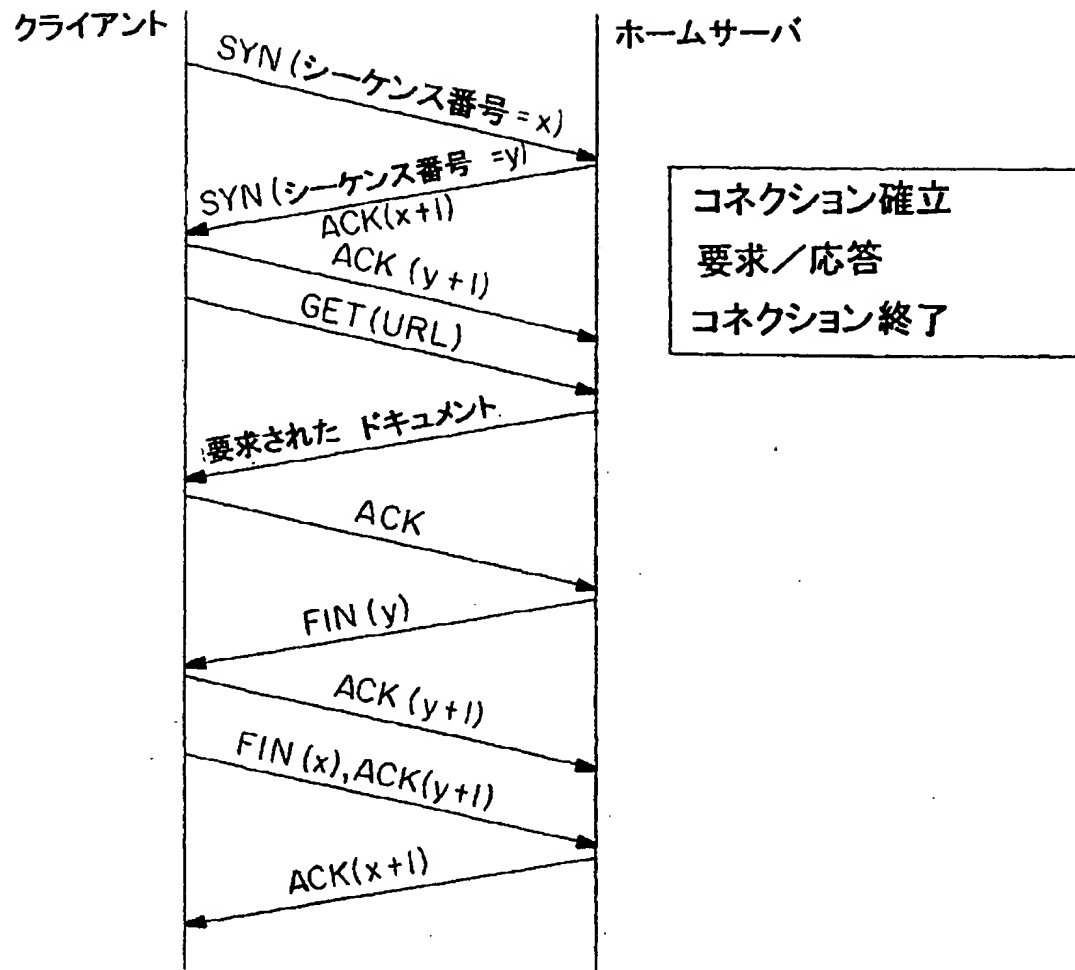 クライアント
ホームサーバ
SYN (シーケンス番号 = x)
SYN (シーケンス番号 =y)
ACK(x+1)
ACK (y+1)
GET(URL)
要求された ドキュメント
ACK
FIN (y)
ACK (y+1)
FIN (x), ACK(y+1)
ACK(x+1)
コネクション確立
要求／応答
コネクション終了